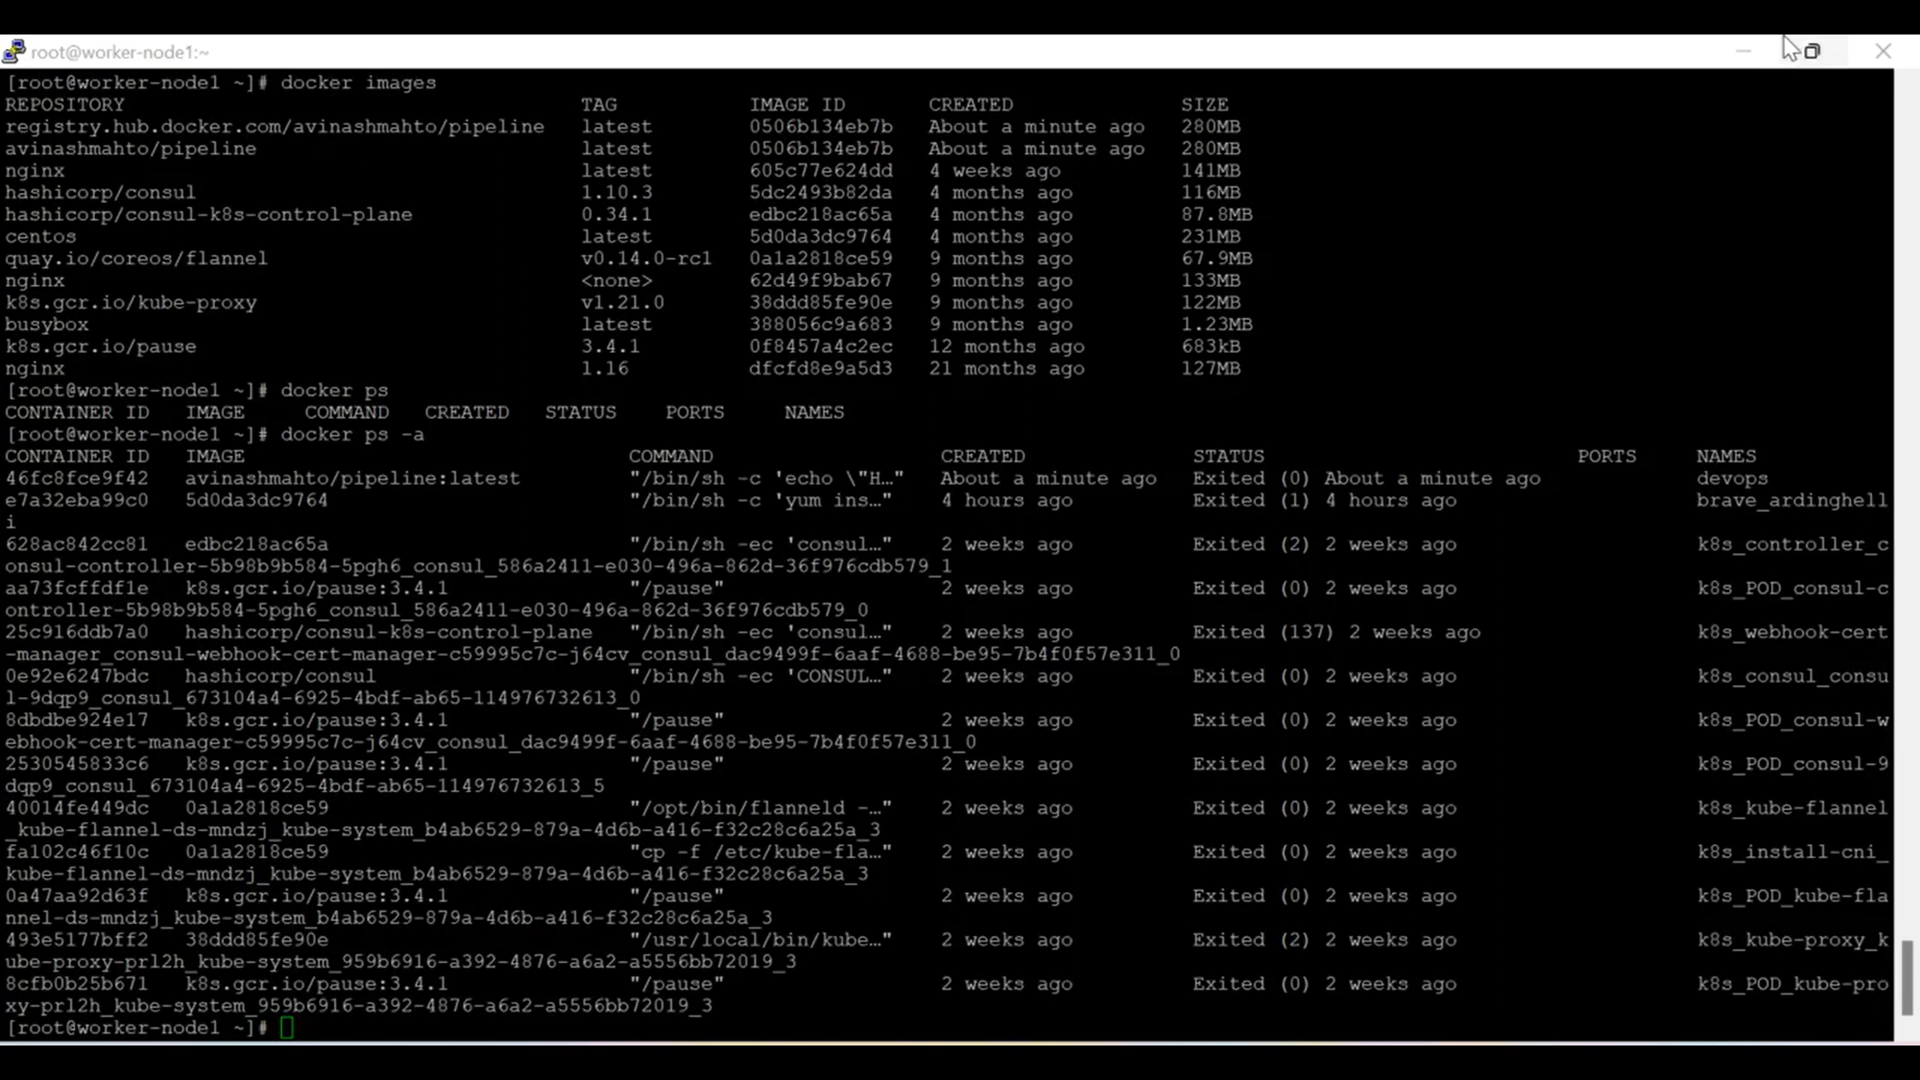 root@worker-node1:~
[root@worker-node1 ~]# docker images
REPOSITORY TAG IMAGE ID CREATED SIZE
registry.hub.docker.com/avinashmahto/pipeline latest 0506b134eb7b About a minute ago 280MB
avinashmahto/pipeline latest 0506b134eb7b About a minute ago 280MB
nginx latest 605c77e624dd 4 weeks ago 141MB
hashicorp/consul 1.10.3 5dc2493b82da 4 months ago 116MB
hashicorp/consul-k8s-control-plane 0.34.1 edbc218ac65a 4 months ago 87.8MB
centos latest 5d0da3dc9764 4 months ago 231MB
quay.io/coreos/flannel v0.14.0-rc1 0a1a2818ce59 9 months ago 67.9MB
nginx <none> 62d49f9bab67 9 months ago 133MB
k8s.gcr.io/kube-proxy v1.21.0 38ddd85fe90e 9 months ago 122MB
busybox latest 388056c9a683 9 months ago 1.23MB
k8s.gcr.io/pause 3.4.1 0f8457a4c2ec 12 months ago 683kB
nginx 1.16 dfcfd8e9a5d3 21 months ago 127MB
[root@worker-node1 ~]# docker ps
CONTAINER ID IMAGE COMMAND CREATED STATUS PORTS NAMES
[root@worker-node1 ~]# docker ps -a
CONTAINER ID IMAGE COMMAND CREATED STATUS PORTS NAMES
46fc8fce9f42 avinashmahto/pipeline:latest "/bin/sh -c 'echo \"H…" About a minute ago Exited (0) About a minute ago devops
e7a32eba99c0 5d0da3dc9764 "/bin/sh -c 'yum ins…" 4 hours ago Exited (1) 4 hours ago brave_ardinghell
i
628ac842cc81 edbc218ac65a "/bin/sh -ec 'consul…" 2 weeks ago Exited (2) 2 weeks ago k8s_controller_c
onsul-controller-5b98b9b584-5pgh6_consul_586a2411-e030-496a-862d-36f976cdb579_1
aa73fcffdf1e k8s.gcr.io/pause:3.4.1 "/pause" 2 weeks ago Exited (0) 2 weeks ago k8s_POD_consul-c
ontroller-5b98b9b584-5pgh6_consul_586a2411-e030-496a-862d-36f976cdb579_0
25c916ddb7a0 hashicorp/consul-k8s-control-plane "/bin/sh -ec 'consul…" 2 weeks ago Exited (137) 2 weeks ago k8s_webhook-cert
-manager_consul-webhook-cert-manager-c59995c7c-j64cv_consul_dac9499f-6aaf-4688-be95-7b4f0f57e311_0
0e92e6247bdc hashicorp/consul "/bin/sh -ec 'CONSUL…" 2 weeks ago Exited (0) 2 weeks ago k8s_consul_consu
l-9dqp9_consul_673104a4-6925-4bdf-ab65-114976732613_0
8dbdbe924e17 k8s.gcr.io/pause:3.4.1 "/pause" 2 weeks ago Exited (0) 2 weeks ago k8s_POD_consul-w
ebhook-cert-manager-c59995c7c-j64cv_consul_dac9499f-6aaf-4688-be95-7b4f0f57e311_0
2530545833c6 k8s.gcr.io/pause:3.4.1 "/pause" 2 weeks ago Exited (0) 2 weeks ago k8s_POD_consul-9
dqp9_consul_673104a4-6925-4bdf-ab65-114976732613_5
40014fe449dc 0a1a2818ce59 "/opt/bin/flanneld -…" 2 weeks ago Exited (0) 2 weeks ago k8s_kube-flannel
_kube-flannel-ds-mndzj_kube-system_b4ab6529-879a-4d6b-a416-f32c28c6a25a_3
fa102c46f10c 0a1a2818ce59 "cp -f /etc/kube-fla…" 2 weeks ago Exited (0) 2 weeks ago k8s_install-cni_
kube-flannel-ds-mndzj_kube-system_b4ab6529-879a-4d6b-a416-f32c28c6a25a_3
0a47aa92d63f k8s.gcr.io/pause:3.4.1 "/pause" 2 weeks ago Exited (0) 2 weeks ago k8s_POD_kube-fla
nnel-ds-mndzj_kube-system_b4ab6529-879a-4d6b-a416-f32c28c6a25a_3
493e5177bff2 38ddd85fe90e "/usr/local/bin/kube…" 2 weeks ago Exited (2) 2 weeks ago k8s_kube-proxy_k
ube-proxy-prl2h_kube-system_959b6916-a392-4876-a6a2-a5556bb72019_3
8cfb0b25b671 k8s.gcr.io/pause:3.4.1 "/pause" 2 weeks ago Exited (0) 2 weeks ago k8s_POD_kube-pro
xy-prl2h_kube-system_959b6916-a392-4876-a6a2-a5556bb72019_3
[root@worker-node1 ~]#